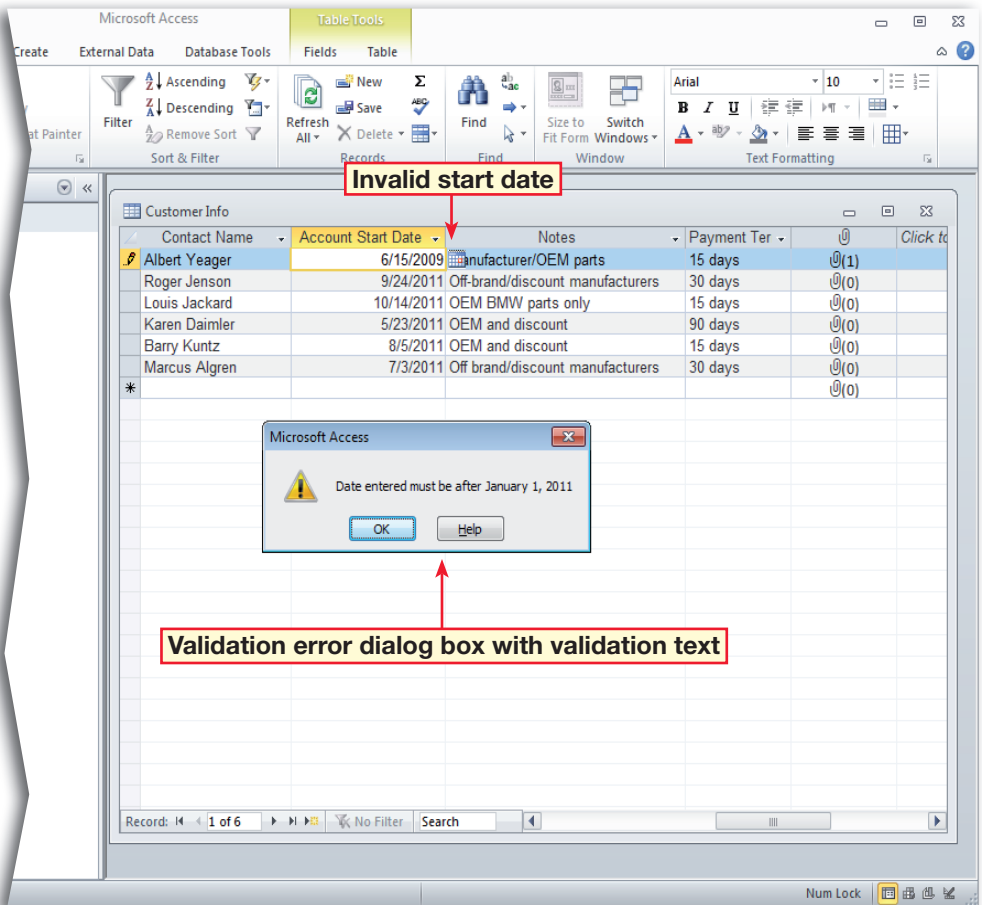 Microsoft Access Table Tools
Create External Data Database Tools Fields Table
Filter
Ascending
Descending
Remove Sort
Sort & Filter
Refresh All
New
Save
Delete
Records
Find
Find
Size to Fit Form
Switch Windows
Window
Arial 10
B I U
A
Text Formatting
at Painter
Invalid start date
Customer Info
Contact Name Account Start Date Notes Payment Ter Click to
Albert Yeager 6/15/2009 anufacturer/OEM parts 15 days (1)
Roger Jenson 9/24/2011 Off-brand/discount manufacturers 30 days (0)
Louis Jackard 10/14/2011 OEM BMW parts only 15 days (0)
Karen Daimler 5/23/2011 OEM and discount 90 days (0)
Barry Kuntz 8/5/2011 OEM and discount 15 days (0)
Marcus Algren 7/3/2011 Off brand/discount manufacturers 30 days (0)
* (0)
Microsoft Access
Date entered must be after January 1, 2011
OK Help
Validation error dialog box with validation text
Record: 1 of 6 No Filter Search
Num Lock